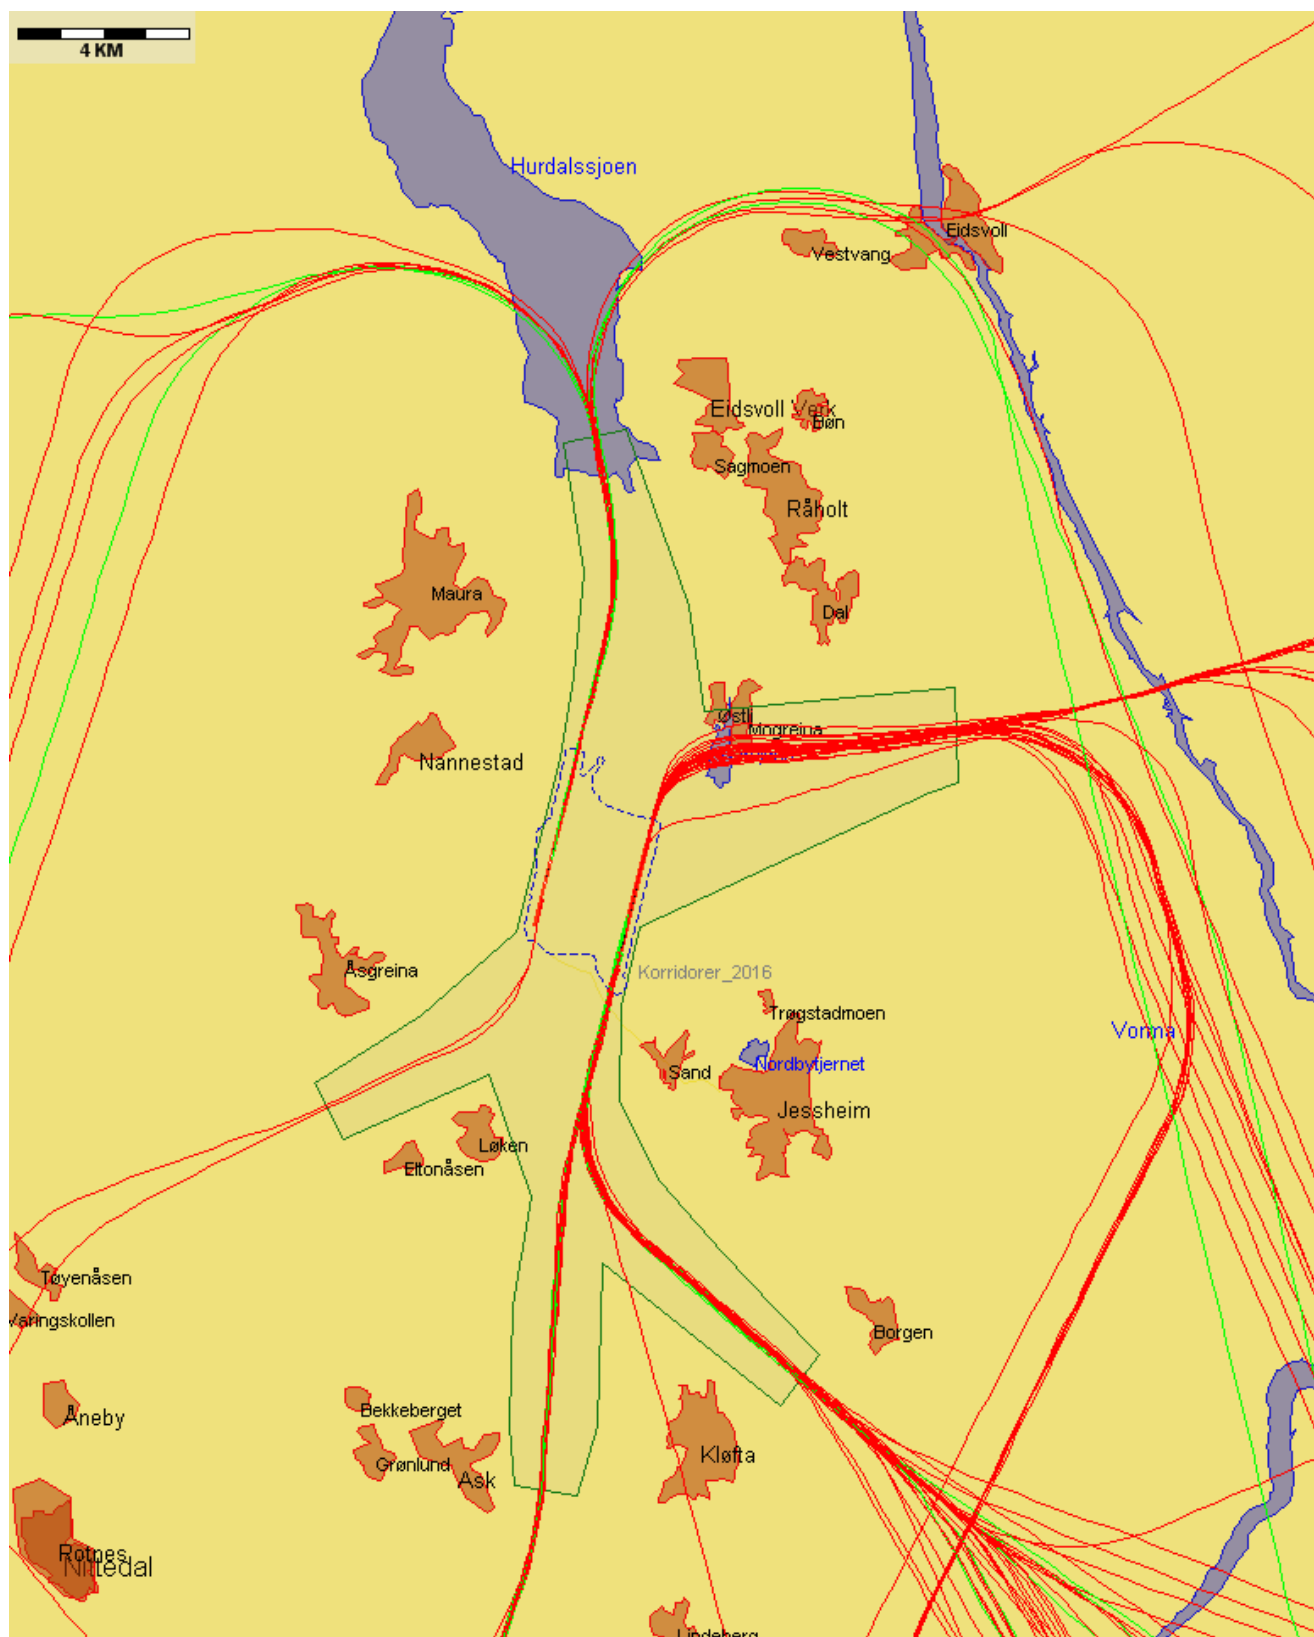 4 KM
Hurdalssjoen
Eidsvoll
Vestvang
Eidsvoll Verk
Bøn
Sagmoen
Råholt
Maura
Dal
Østli
Mogreina
Nannestad
Åsgreina
Korridorer_2016
Trøgstadmoen
Vorma
Nordbytjernet
Sand
Jessheim
Løken
Eltonåsen
Tøyenåsen
Varingskollen
Borgen
Bekkeberget
Åneby
Kløfta
Grønlund
Ask
Rotnes
Nittedal
Lindeberg